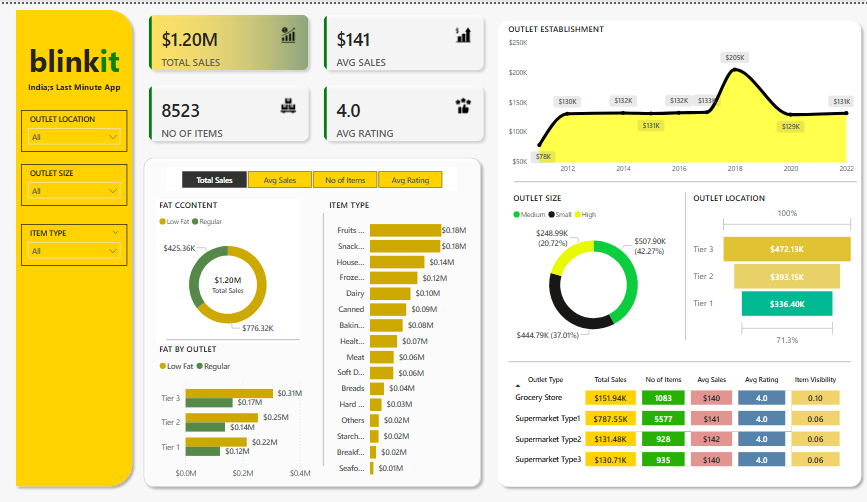 blinkit
India;s Last Minute App
OUTLET LOCATION
All
OUTLET SIZE
All
ITEM TYPE
All
$1.20M
TOTAL SALES
$141
AVG SALES
8523
NO OF ITEMS
4.0
AVG RATING
Total Sales
Avg Sales
No of Items
Avg Rating
FAT CCONTENT
Low Fat Regular
$425.36K
$1.20M
Total Sales
$776.32K
FAT BY OUTLET
Low Fat Regular
Tier 3 $0.31M
$0.17M
Tier 2 $0.25M
$0.14M
Tier 1 $0.22M
$0.12M
$0.0M $0.2M $0.4M
ITEM TYPE
Fruits ... $0.18M
Snack... $0.18M
House... $0.14M
Froze... $0.12M
Dairy $0.10M
Canned $0.09M
Bakin... $0.08M
Healt... $0.07M
Meat $0.06M
Soft D... $0.06M
Breads $0.04M
Hard ... $0.03M
Others $0.02M
Starch... $0.02M
Breakf... $0.02M
Seafo... $0.01M
OUTLET ESTABLISHMENT
$250K
$200K
$150K
$100K
$50K
$78K
$130K
$132K
$131K
$132K
$133K
$205K
$129K
$131K
2012 2014 2016 2018 2020 2022
OUTLET SIZE
Medium Small High
$248.99K
(20.72%)
$507.90K
(42.27%)
$444.79K (37.01%)
OUTLET LOCATION
100%
Tier 3 $472.13K
Tier 2 $393.15K
Tier 1 $336.40K
71.3%
Outlet Type Total Sales No of Items Avg Sales Avg Rating Item Visibility
Grocery Store $151.94K 1083 $140 4.0 0.10
Supermarket Type1 $787.55K 5577 $141 4.0 0.06
Supermarket Type2 $131.48K 928 $142 4.0 0.06
Supermarket Type3 $130.71K 935 $140 4.0 0.06